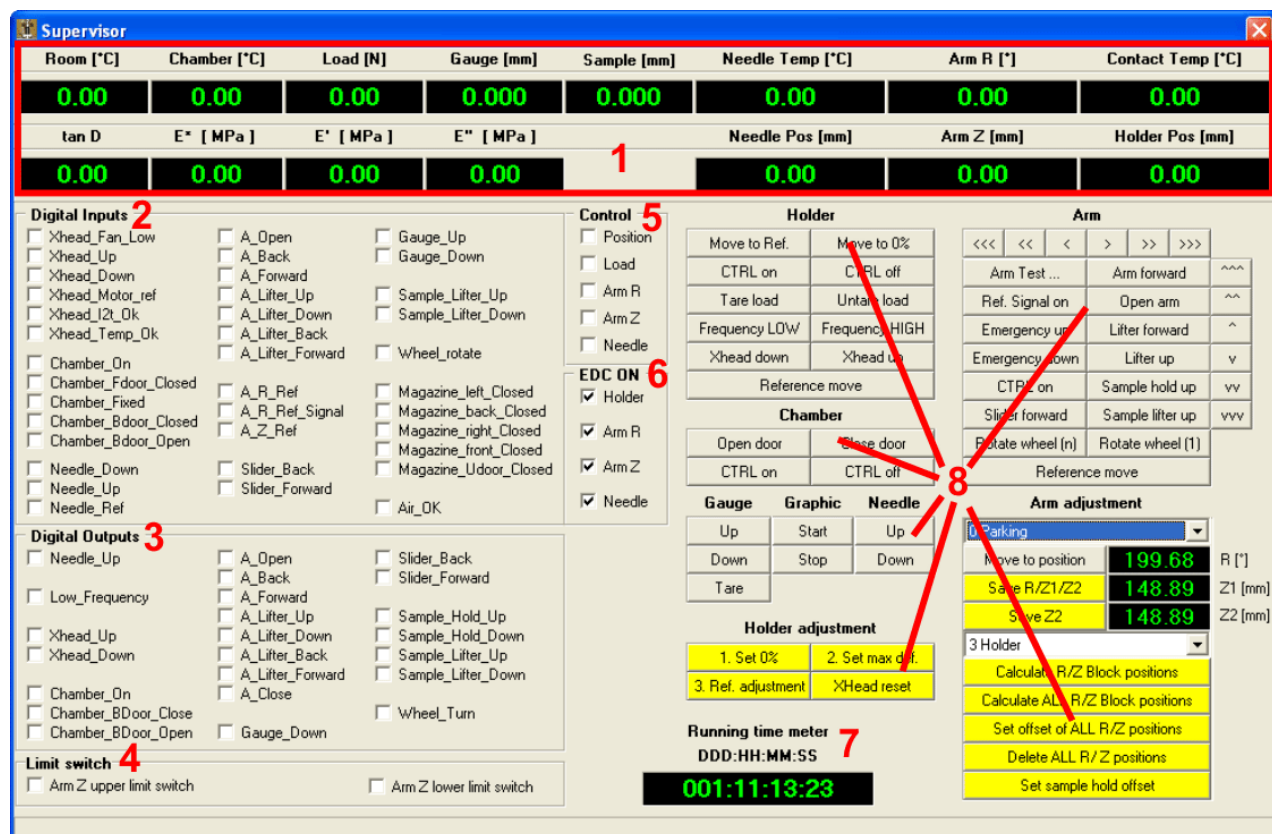 Supervisor
Room [°C] Chamber [°C] Load [N] Gauge [mm] Sample [mm] Needle Temp [°C] Arm R [°] Contact Temp [°C]
0.00 0.00 0.00 0.000 0.000 0.00 0.00 0.00
tan D E* [ MPa ] E' [ MPa ] E" [ MPa ] Needle Pos [mm] Arm Z [mm] Holder Pos [mm]
0.00 0.00 0.00 0.00 1 0.00 0.00 0.00
Digital Inputs 2
Xhead_Fan_Low A_Open Gauge_Up
Xhead_Up A_Back Gauge_Down
Xhead_Down A_Forward
Xhead_Motor_ref A_Lifter_Up Sample_Lifter_Up
Xhead_I2t_Ok A_Lifter_Down Sample_Lifter_Down
Xhead_Temp_Ok A_Lifter_Back
A_Lifter_Forward Wheel_rotate
Chamber_On
Chamber_Fdoor_Closed A_R_Ref Magazine_left_Closed
Chamber_Fixed A_R_Ref_Signal Magazine_back_Closed
Chamber_Bdoor_Closed A_Z_Ref Magazine_right_Closed
Chamber_Bdoor_Open Magazine_front_Closed
Needle_Down Slider_Back Magazine_Udoor_Closed
Needle_Up Slider_Forward
Needle_Ref Air_OK
Digital Outputs 3
Needle_Up A_Open Slider_Back
A_Back Slider_Forward
Low_Frequency A_Forward
A_Lifter_Up Sample_Hold_Up
Xhead_Up A_Lifter_Down Sample_Hold_Down
Xhead_Down A_Lifter_Back Sample_Lifter_Up
A_Lifter_Forward Sample_Lifter_Down
Chamber_On A_Close
Chamber_BDoor_Close Wheel_Turn
Chamber_BDoor_Open Gauge_Down
Limit switch 4
Arm Z upper limit switch Arm Z lower limit switch
Control 5
Position
Load
Arm R
Arm Z
Needle
EDC ON 6
Holder
Arm R
Arm Z
Needle
Holder
Move to Ref. Move to 0%
CTRL on CTRL off
Tare load Untare load
Frequency LOW Frequency HIGH
Xhead down Xhead up
Reference move
Chamber
Open door Close door
CTRL on CTRL off
Gauge Graphic Needle
Up Start Up
Down Stop Down
Tare
Holder adjustment
1. Set 0% 2. Set max def.
3. Ref. adjustment XHead reset
Running time meter 7
DDD:HH:MM:SS
001:11:13:23
8
Arm
<<< << < > >> >>>
Arm Test ... Arm forward ^^^
Ref. Signal on Open arm ^^
Emergency up Lifter forward ^
Emergency down Lifter up v
CTRL on Sample hold up vv
Slider forward Sample lifter up vvv
Rotate wheel (n) Rotate wheel (1)
Reference move
Arm adjustment
0 Parking
Move to position 199.68 R [°]
Save R/Z1/Z2 148.89 Z1 [mm]
Save Z2 148.89 Z2 [mm]
3 Holder
Calculate R/Z Block positions
Calculate ALL R/Z Block positions
Set offset of ALL R/Z positions
Delete ALL R/ Z positions
Set sample hold offset